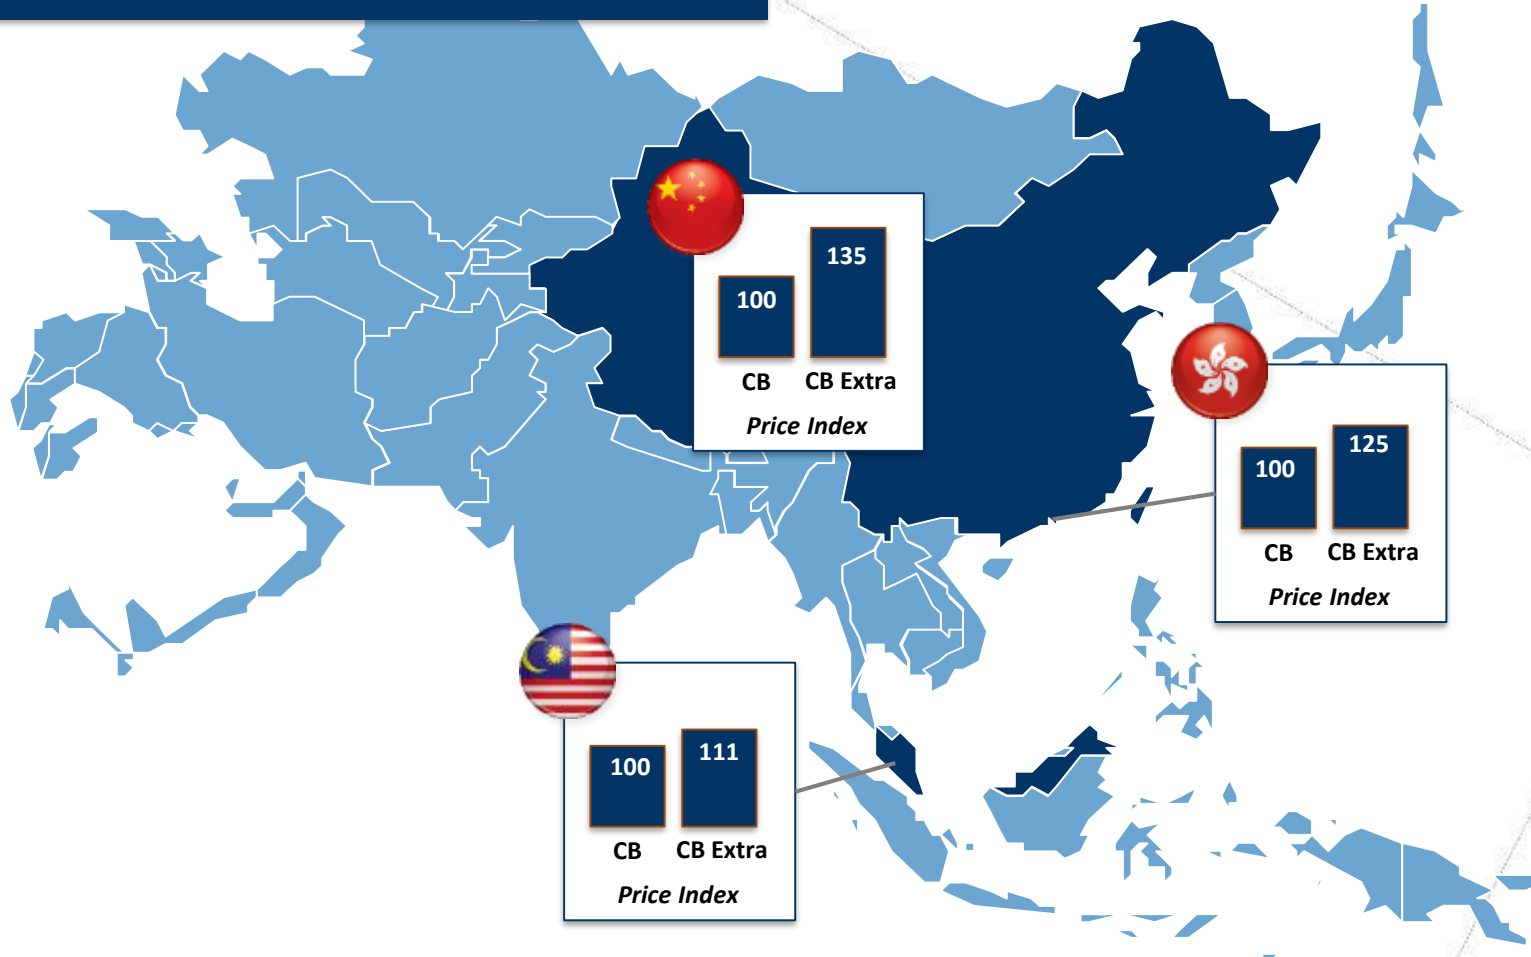 135
100
CB CB Extra
Price Index
125
100
CB CB Extra
Price Index
111
100
CB CB Extra
Price Index